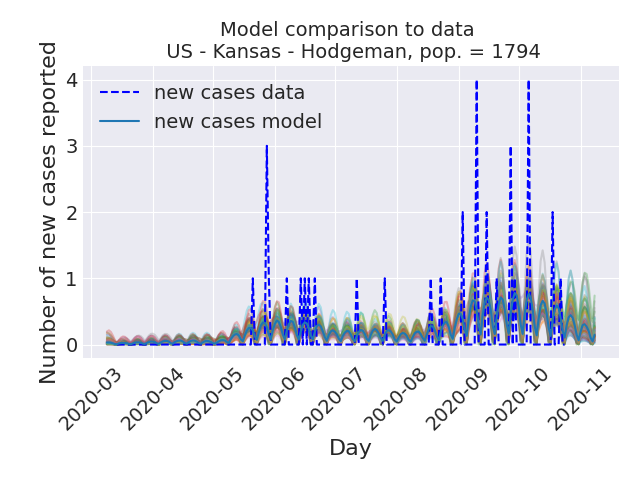 Model comparison to data
US - Kansas - Hodgeman, pop. = 1794
Number of new cases reported
4
3
2
1
0
new cases data
new cases model
2020-03
2020-04
2020-05
2020-06
2020-07
2020-08
2020-09
2020-10
2020-11
Day